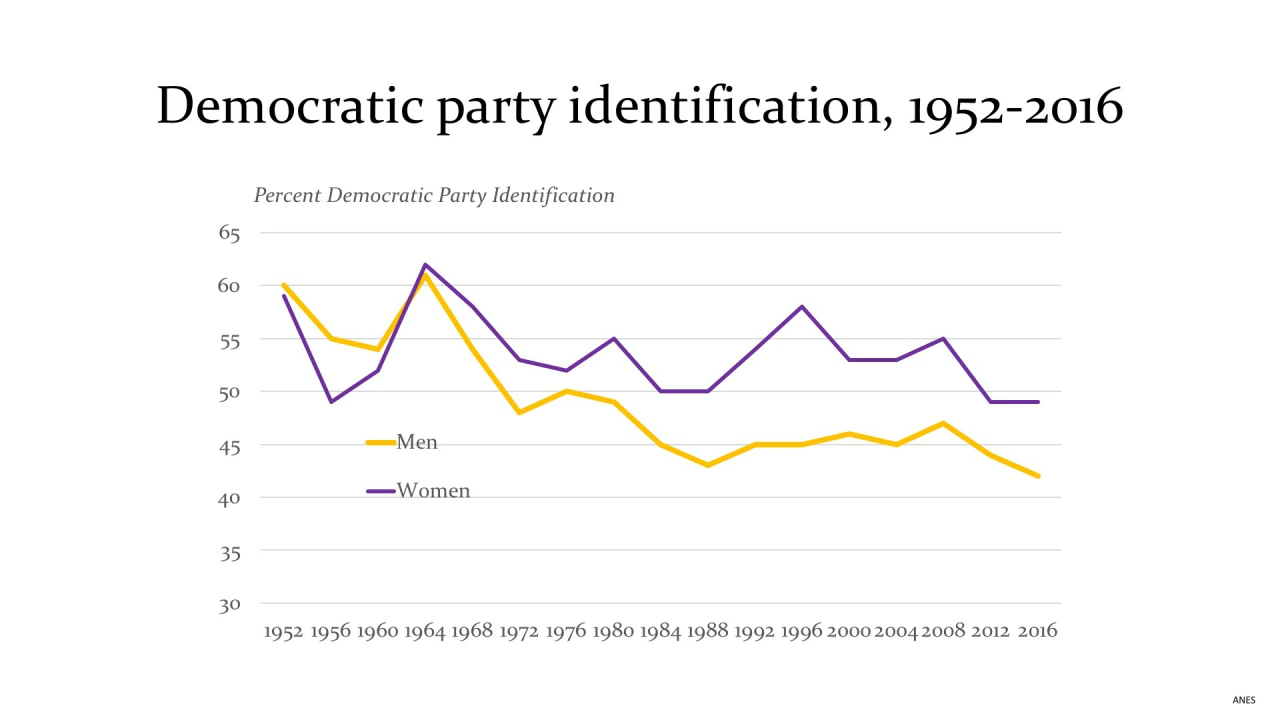 Democratic party identification, 1952-2016
Percent Democratic Party Identification
65
60
55
50
45
40
35
30
Men
Women
1952 1956 1960 1964 1968 1972 1976 1980 1984 1988 1992 1996 2000 2004 2008 2012 2016
ANES